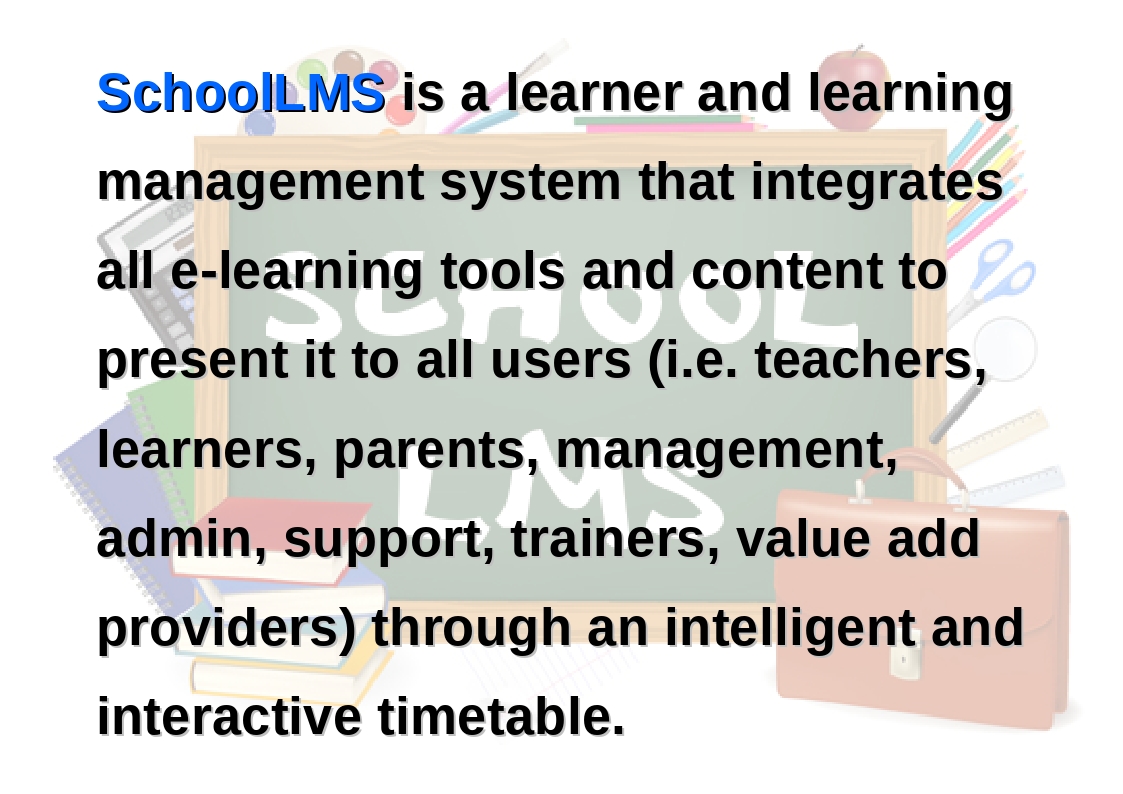 SchoolLMS is a learner and learning
management system that integrates
all e-learning tools and content to
present it to all users (i.e. teachers,
learners, parents, management,
admin, support, trainers, value add
providers) through an intelligent and
interactive timetable.
SCHOOL
LMS